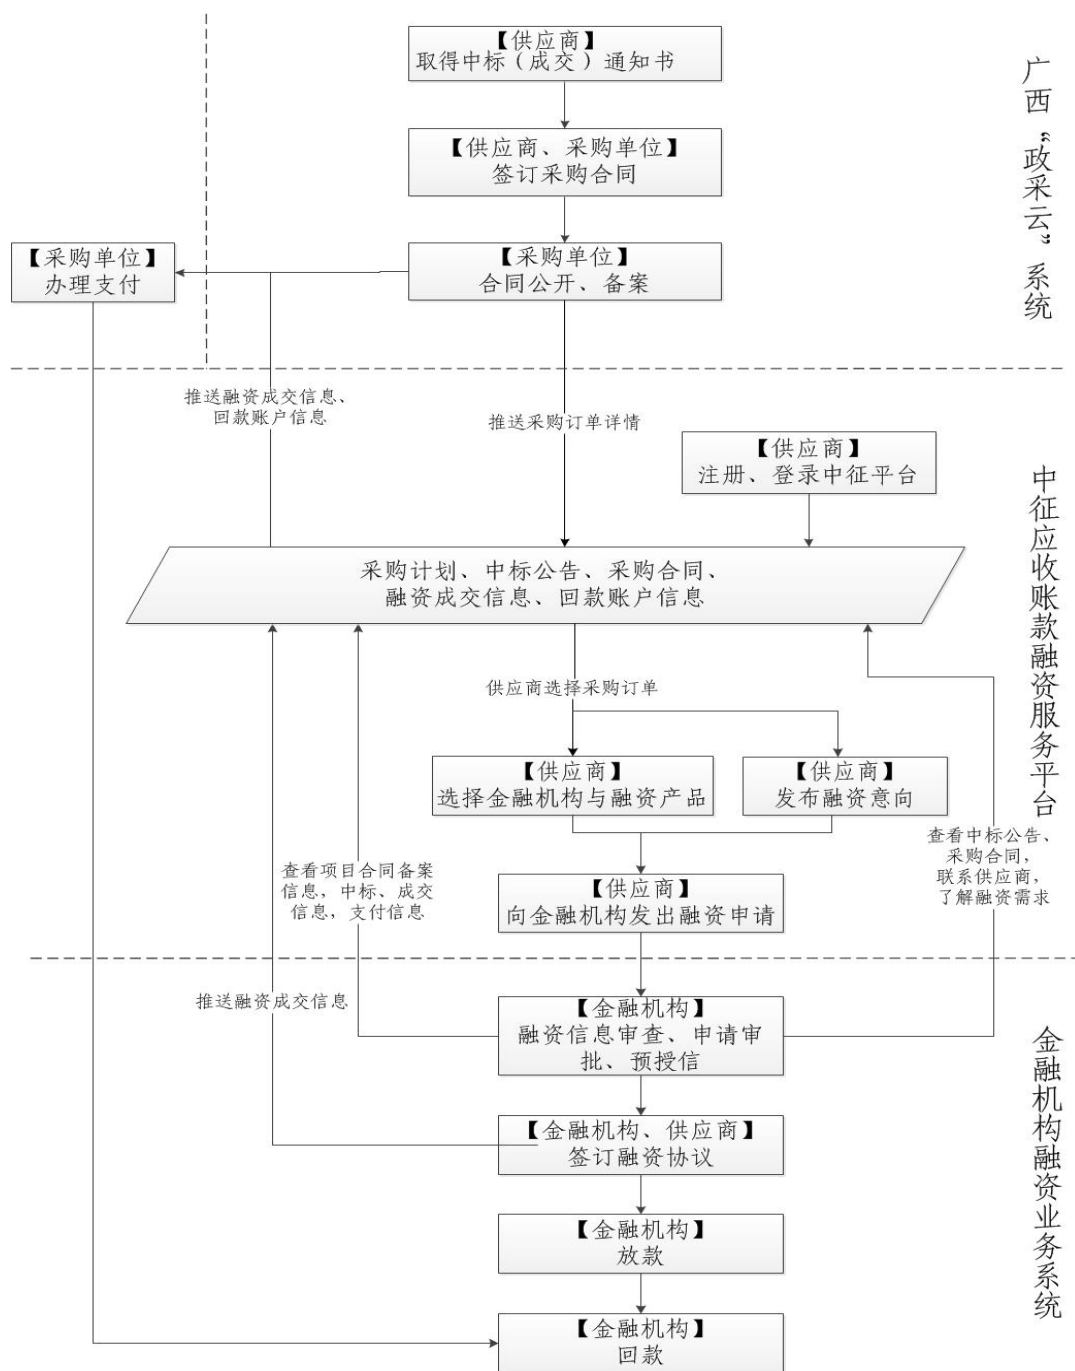 【供应商】
取得中标（成交）通知书
广西“政采云”系统
【供应商、采购单位】
签订采购合同
【采购单位】
办理支付
【采购单位】
合同公开、备案
推送融资成交信息、
回款账户信息
推送采购订单详情
【供应商】
注册、登录中征平台
中征应收账款融资服务平台
采购计划、中标公告、采购合同、
融资成交信息、回款账户信息
供应商选择采购订单
【供应商】
选择金融机构与融资产品
【供应商】
发布融资意向
查看项目合同备案
信息，中标、成交
信息，支付信息
查看中标公告、
采购合同，
联系供应商，
了解融资需求
【供应商】
向金融机构发出融资申请
推送融资成交信息
【金融机构】
融资信息审查、申请审
批、预授信
金融机构融资业务系统
【金融机构、供应商】
签订融资协议
【金融机构】
放款
【金融机构】
回款